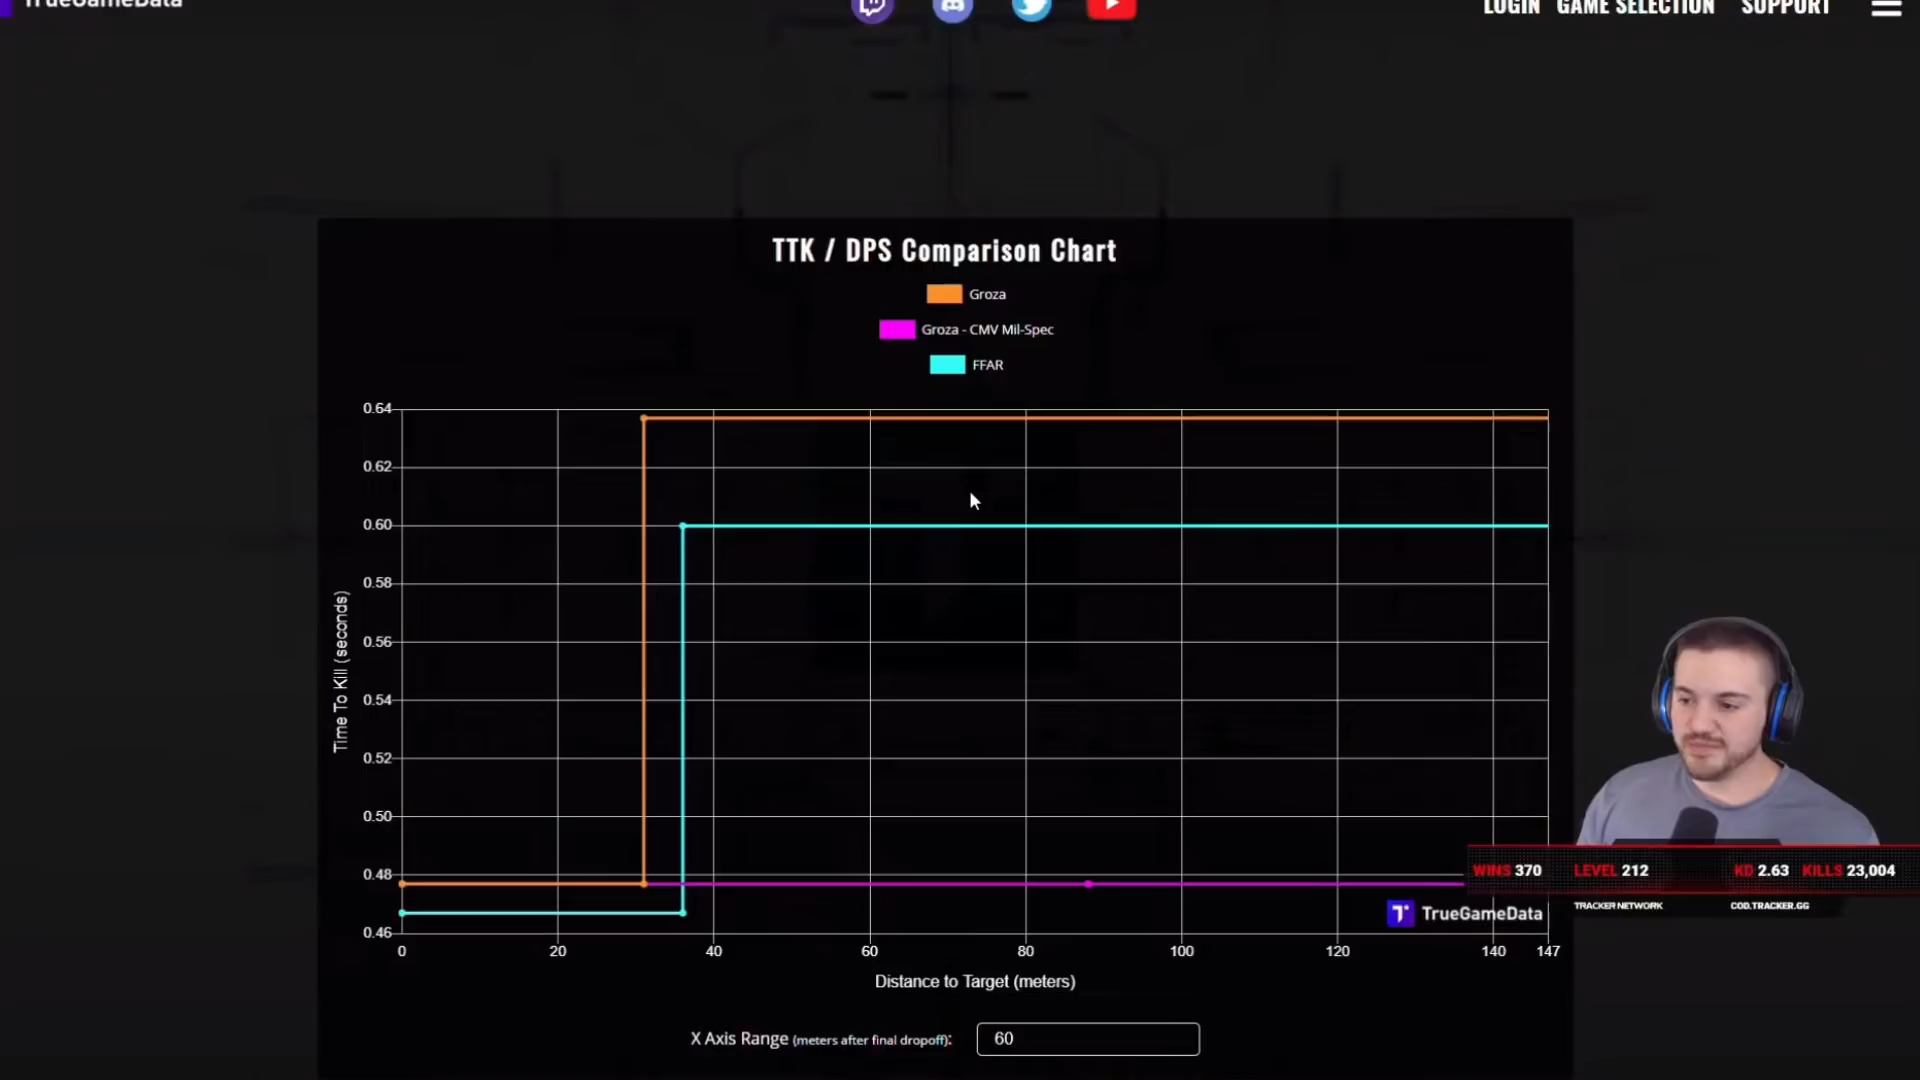 TrueGameData
LOGIN GAME SELECTION SUPPORT
TTK / DPS Comparison Chart
Groza
Groza - CMV Mil-Spec
FFAR
0.64
0.62
0.60
0.58
0.56
0.54
0.52
0.50
0.48
0.46
Time To Kill (seconds)
0 20 40 60 80 100 120 140 147
Distance to Target (meters)
TrueGameData
X Axis Range (meters after final dropoff):
60
WINS 370 LEVEL 212 KD 2.63 KILLS 23,004
TRACKER NETWORK COD.TRACKER.GG